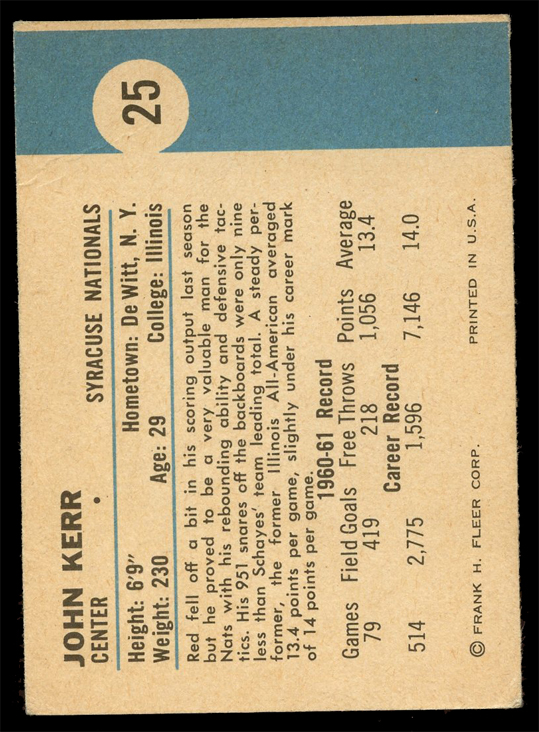 25
JOHN KERR
CENTER • SYRACUSE NATIONALS
Height: 6'9" Hometown: De Witt, N. Y.
Weight: 230 Age: 29 College: Illinois
Red fell off a bit in his scoring output last season
but he proved to be a very valuable man for the
Nats with his rebounding ability and defensive tac-
tics. His 951 snares off the backboards were only nine
less than Schayes' team leading total. A steady per-
former, the former Illinois All-American averaged
13.4 points per game, slightly under his career mark
of 14 points per game.
1960-61 Record
Games Field Goals Free Throws Points Average
79 419 218 1,056 13.4
Career Record
514 2,775 1,596 7,146 14.0
© FRANK H. FLEER CORP. PRINTED IN U.S.A.